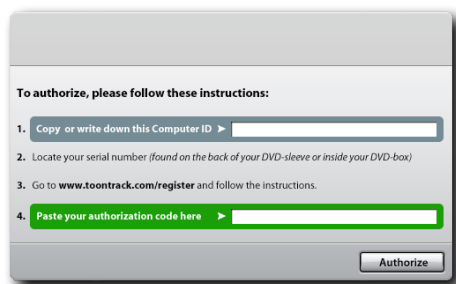 To authorize, please follow these instructions:
1. Copy or write down this Computer ID ➤
2. Locate your serial number (found on the back of your DVD-sleeve or inside your DVD-box)
3. Go to www.toontrack.com/register and follow the instructions.
4. Paste your authorization code here ➤
Authorize